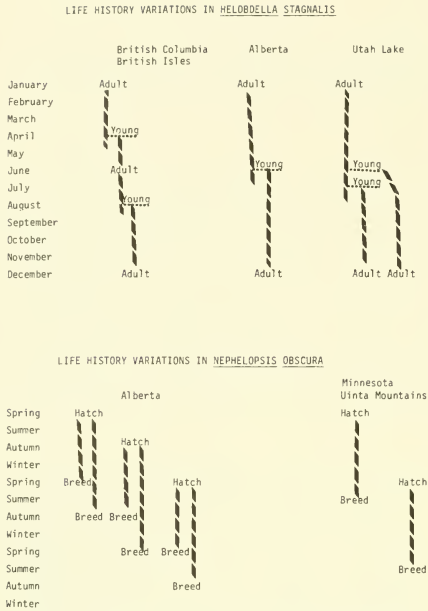 LIFE HISTORY VARIATIONS IN HELOBDELLA STAGNALIS
British Columbia Alberta Utah Lake
British Isles
January Adult Adult Adult
February
March
April Young
May
June Adult Young Young
July Young
August Young
September
October
November
December Adult Adult Adult Adult
LIFE HISTORY VARIATIONS IN NEPHELOPSIS OBSCURA
Minnesota
Alberta Uinta Mountains
Spring Hatch Hatch
Summer
Autumn Hatch
Winter
Spring Breed Hatch Hatch
Summer Breed
Autumn Breed Breed
Winter
Spring Breed Breed
Summer Breed
Autumn Breed
Winter